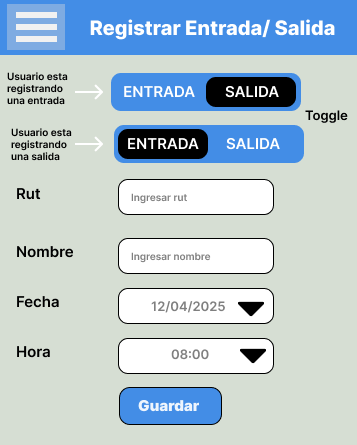 Registrar Entrada/ Salida
Usuario esta
registrando
una entrada
ENTRADA SALIDA
Toggle
Usuario esta
registrando
una salida
ENTRADA SALIDA
Rut
Ingresar rut
Nombre
Ingresar nombre
Fecha
12/04/2025
Hora
08:00
Guardar